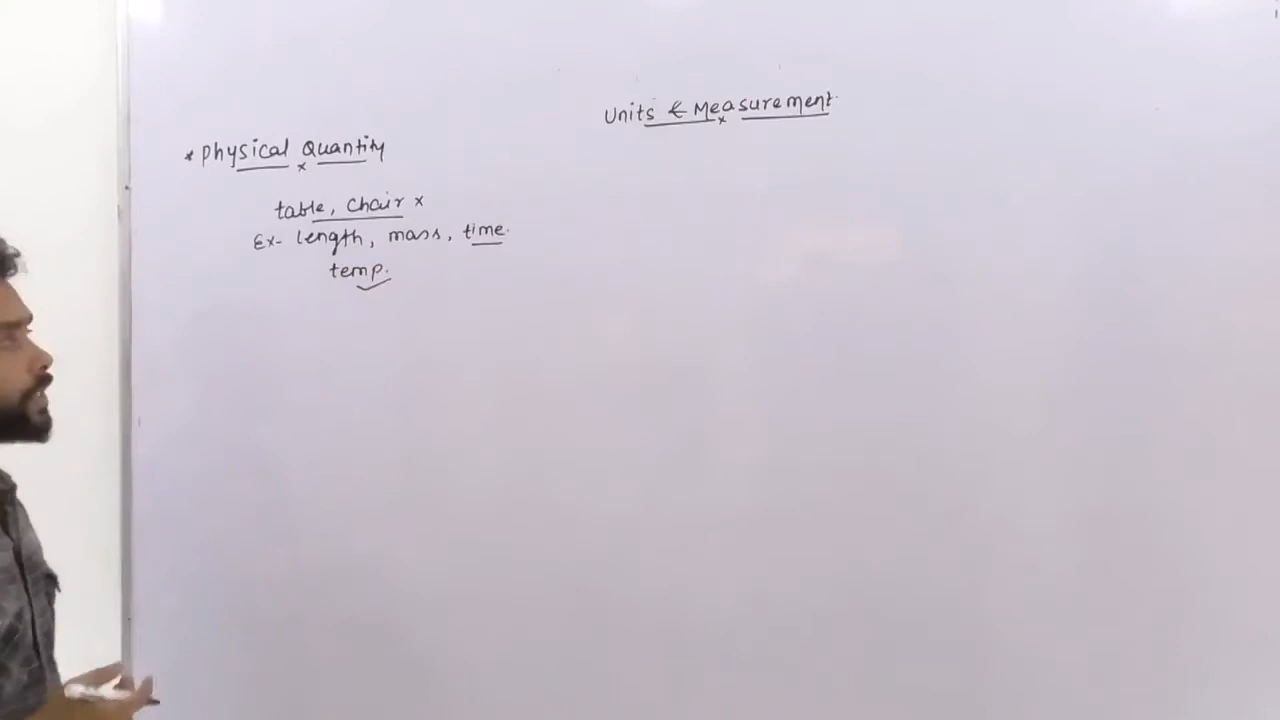 Units & Measurement
* Physical Quantity
table, chair ×
Ex- length, mass, time.
temp.